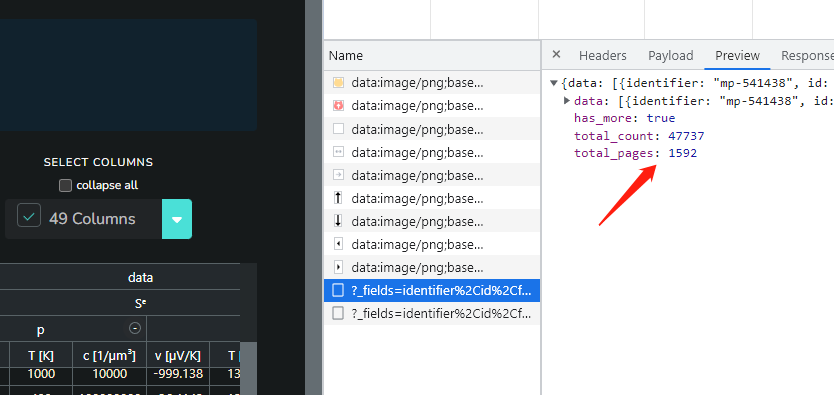 SELECT COLUMNS
collapse all
49 Columns
data
Sᵉ
p
T [K] c [1/µm³] v [µV/K] T [
1000 10000 -999.138 13
Name
data:image/png;base...
data:image/png;base...
data:image/png;base...
data:image/png;base...
data:image/png;base...
data:image/png;base...
data:image/png;base...
data:image/png;base...
data:image/png;base...
?_fields=identifier%2Cid%2Cf...
?_fields=identifier%2Cid%2Cf...
× Headers Payload Preview Response
{data: [{identifier: "mp-541438", id:
data: [{identifier: "mp-541438", id:
has_more: true
total_count: 47737
total_pages: 1592